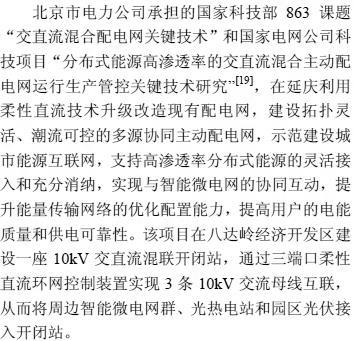 北京市电力公司承担的国家科技部 863 课题
“交直流混合配电网关键技术”和国家电网公司科
技项目“分布式能源高渗透率的交直流混合主动配
电网运行生产管控关键技术研究”[19]，在延庆利用
柔性直流技术升级改造现有配电网，建设拓扑灵
活、潮流可控的多源协同主动配电网，示范建设城
市能源互联网，支持高渗透率分布式能源的灵活接
入和充分消纳，实现与智能微电网的协同互动，提
升能量传输网络的优化配置能力，提高用户的电能
质量和供电可靠性。该项目在八达岭经济开发区建
设一座 10kV 交直流混联开闭站，通过三端口柔性
直流环网控制装置实现 3 条 10kV 交流母线互联，
从而将周边智能微电网群、光热电站和园区光伏接
入开闭站。